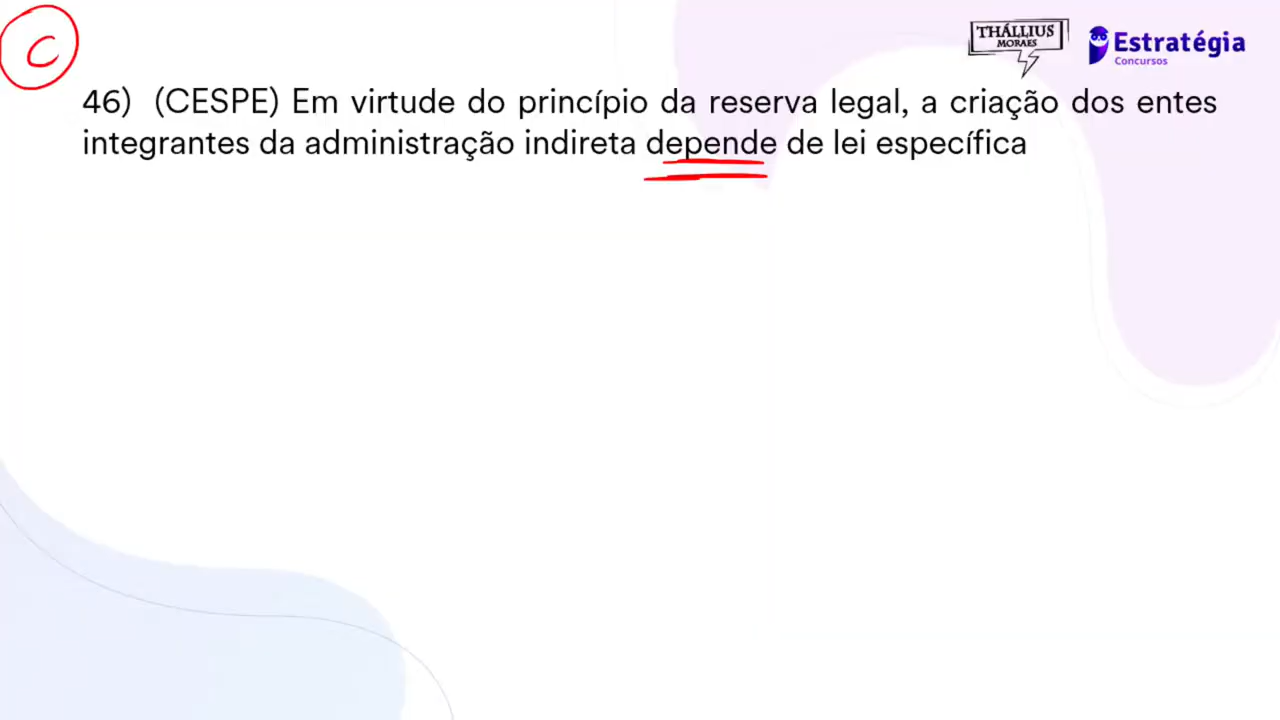 C
THÁLLIUS
MORAES
Estratégia
Concursos
46) (CESPE) Em virtude do princípio da reserva legal, a criação dos entes
integrantes da administração indireta depende de lei específica